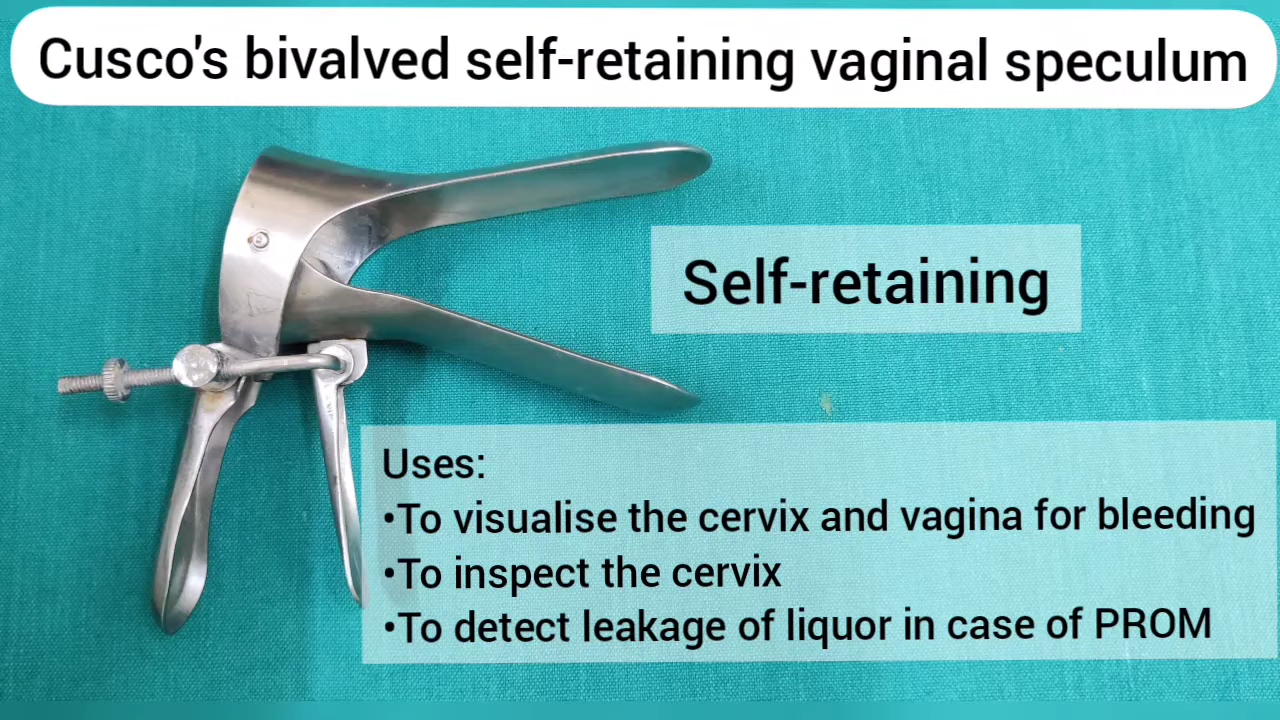 Cusco's bivalved self-retaining vaginal speculum
Self-retaining
Uses:
•To visualise the cervix and vagina for bleeding
•To inspect the cervix
•To detect leakage of liquor in case of PROM